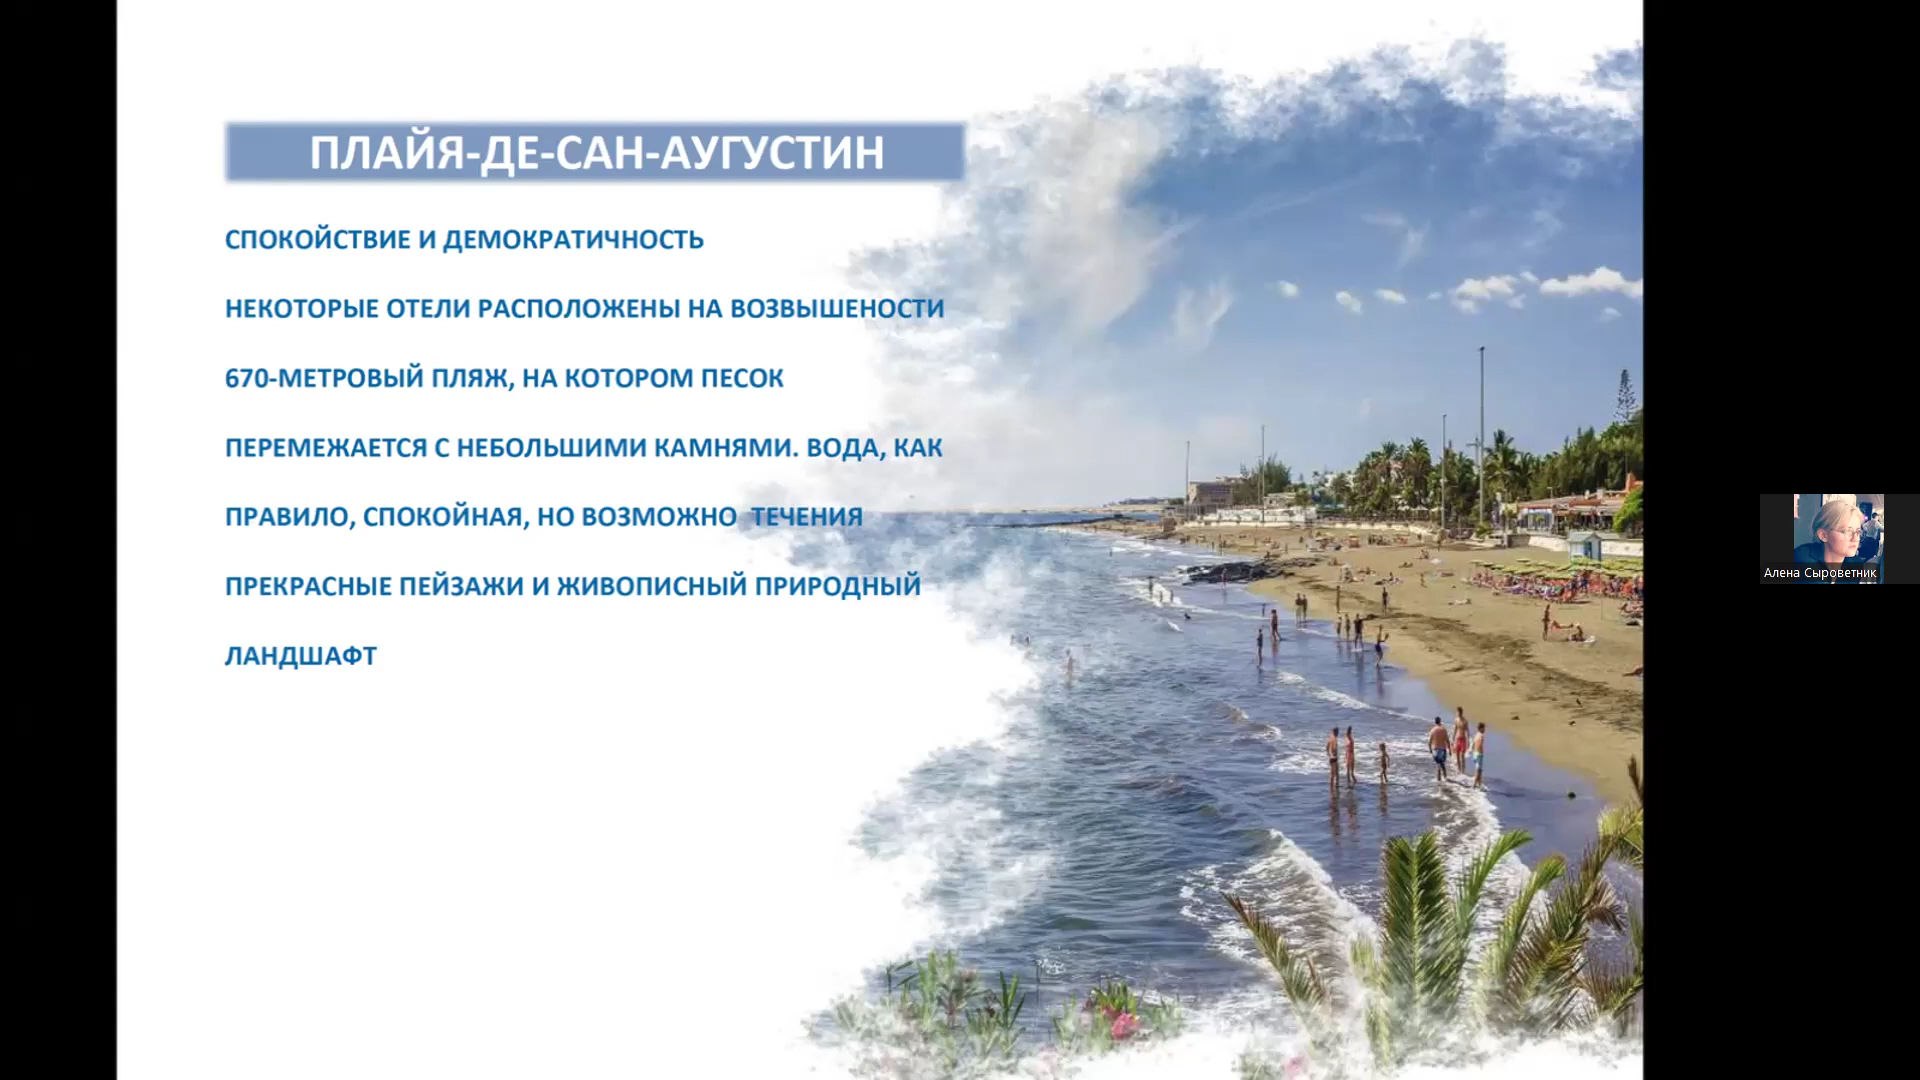 ПЛАЙЯ-ДЕ-САН-АУГУСТИН
СПОКОЙСТВИЕ И ДЕМОКРАТИЧНОСТЬ
НЕКОТОРЫЕ ОТЕЛИ РАСПОЛОЖЕНЫ НА ВОЗВЫШЕНОСТИ
670-МЕТРОВЫЙ ПЛЯЖ, НА КОТОРОМ ПЕСОК
ПЕРЕМЕЖАЕТСЯ С НЕБОЛЬШИМИ КАМНЯМИ. ВОДА, КАК
ПРАВИЛО, СПОКОЙНАЯ, НО ВОЗМОЖНО ТЕЧЕНИЯ
ПРЕКРАСНЫЕ ПЕЙЗАЖИ И ЖИВОПИСНЫЙ ПРИРОДНЫЙ
ЛАНДШАФТ
Алена Сыроветник